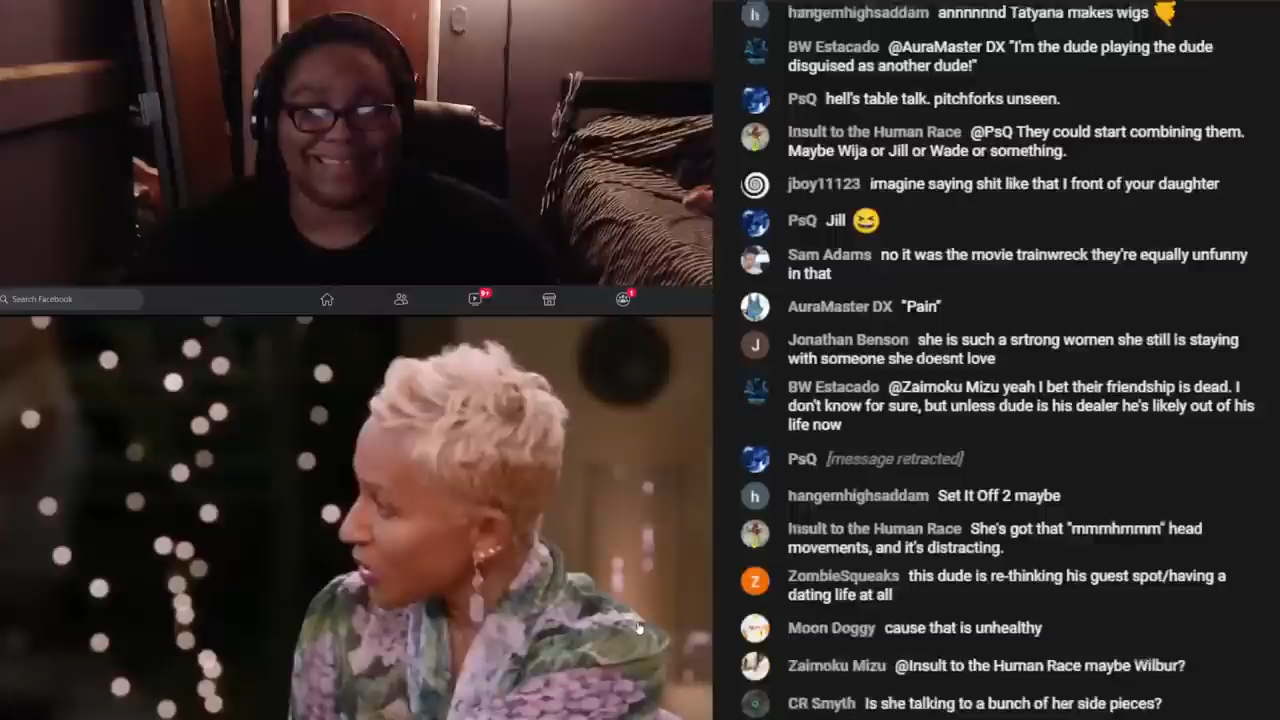 Search Facebook
9+
1
h
hangemhighsaddam annnnnnd Tatyana makes wigs
BW Estacado @AuraMaster DX "I'm the dude playing the dude
disguised as another dude!"
PsQ hell's table talk. pitchforks unseen.
Insult to the Human Race @PsQ They could start combining them.
Maybe Wija or Jill or Wade or something.
jboy11123 imagine saying shit like that I front of your daughter
PsQ Jill 😆
Sam Adams no it was the movie trainwreck they're equally unfunny
in that
AuraMaster DX "Pain"
J
Jonathan Benson she is such a srtrong women she still is staying
with someone she doesnt love
BW Estacado @Zaimoku Mizu yeah I bet their friendship is dead. I
don't know for sure, but unless dude is his dealer he's likely out of his
life now
PsQ [message retracted]
h
hangemhighsaddam Set It Off 2 maybe
Insult to the Human Race She's got that "mmmhmmm" head
movements, and it's distracting.
Z
ZombieSqueaks this dude is re-thinking his guest spot/having a
dating life at all
Moon Doggy cause that is unhealthy
Zaimoku Mizu @Insult to the Human Race maybe Wilbur?
CR Smyth Is she talking to a bunch of her side pieces?